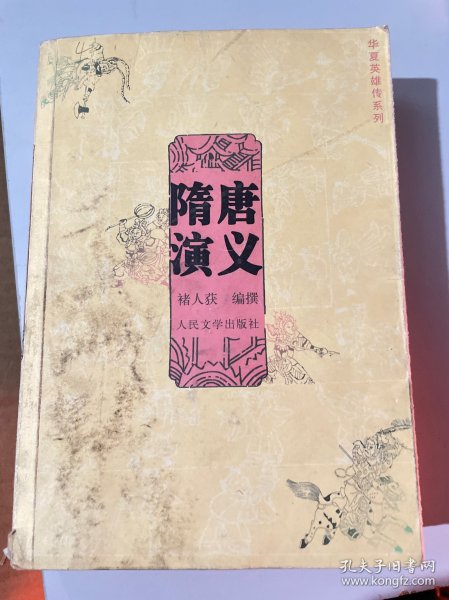 华夏英雄传系列
隋唐
演义
褚人获 编撰
人民文学出版社
孔夫子旧书网
www.kongfz.com